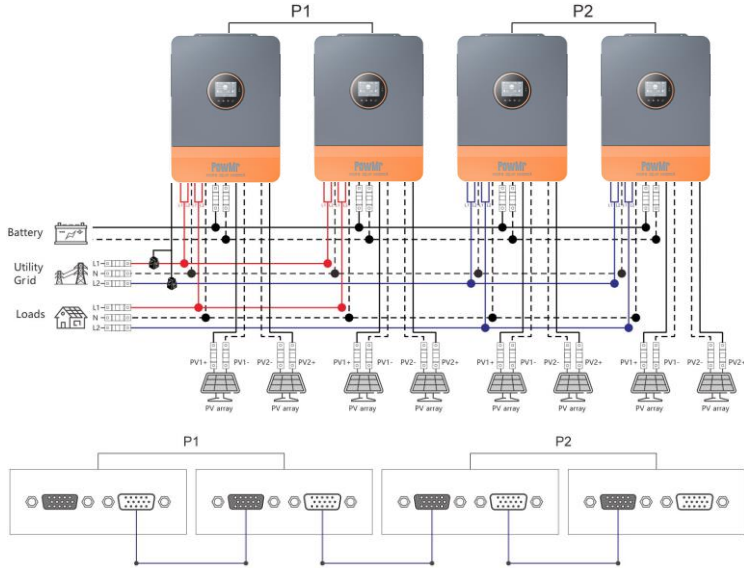 P1 P2
PowMr PowMr PowMr PowMr
Battery
Utility
Grid
L1
N
L2
Loads
L1
N
L2
PV1+ PV1- PV2- PV2+ PV1+ PV1- PV2- PV2+ PV1+ PV1- PV2- PV2+ PV1+ PV1- PV2- PV2+
PV array PV array PV array PV array PV array PV array PV array PV array
P1 P2